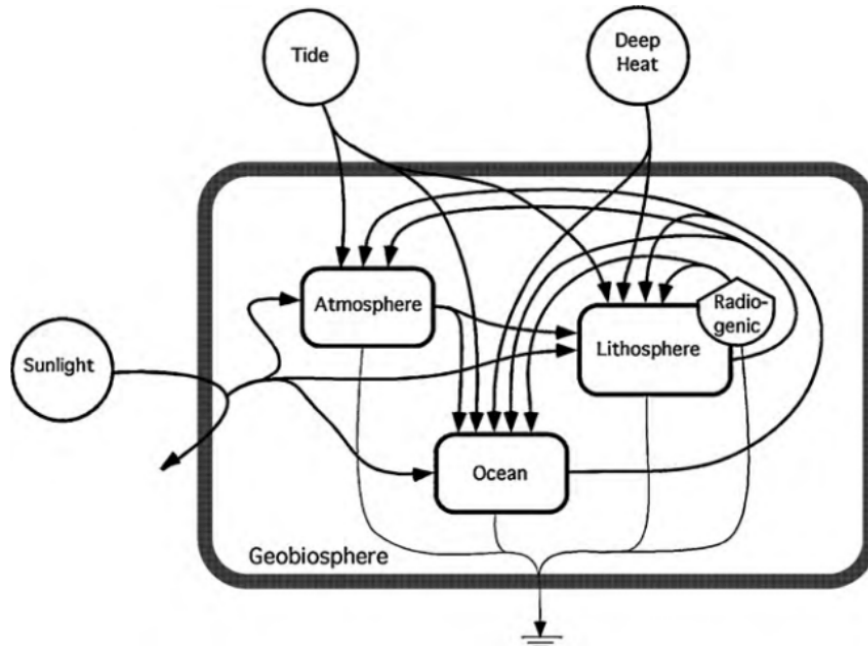 Tide
Deep
Heat
Sunlight
Atmosphere
Radio-
genic
Lithosphere
Ocean
Geobiosphere